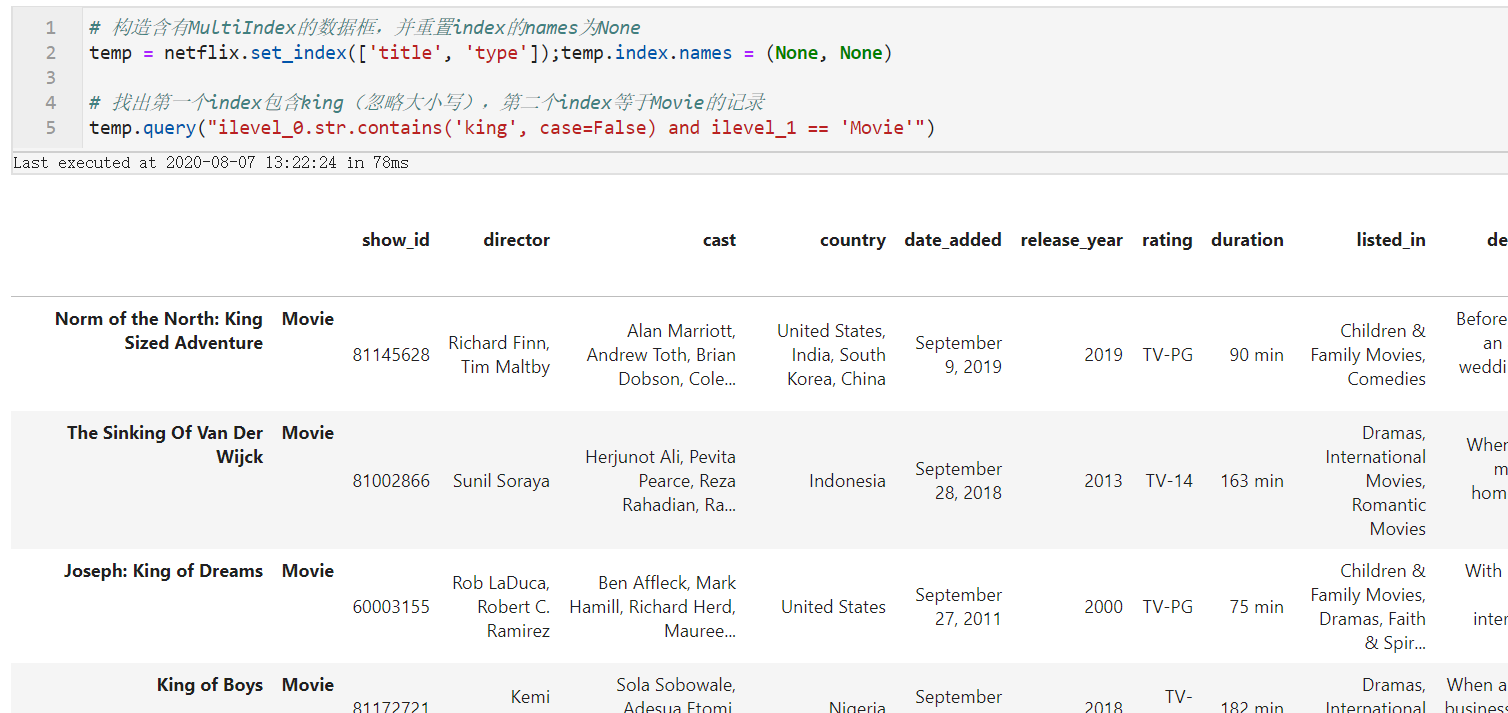 1 # 构造含有MultiIndex的数据框，并重置index的names为None
2 temp = netflix.set_index(['title', 'type']);temp.index.names = (None, None)
3
4 # 找出第一个index包含king（忽略大小写），第二个index等于Movie的记录
5 temp.query("ilevel_0.str.contains('king', case=False) and ilevel_1 == 'Movie'")
Last executed at 2020-08-07 13:22:24 in 78ms
show_id director cast country date_added release_year rating duration listed_in de
Norm of the North: King Movie Before
Sized Adventure
Alan Marriott, United States, Children &
Richard Finn, September an
81145628 Andrew Toth, Brian India, South 2019 TV-PG 90 min Family Movies,
Tim Maltby 9, 2019 weddi
Dobson, Cole... Korea, China Comedies
The Sinking Of Van Der Movie Dramas,
Wijck Herjunot Ali, Pevita International When
September m
81002866 Sunil Soraya Pearce, Reza Indonesia 2013 TV-14 163 min Movies,
28, 2018 hom
Rahadian, Ra... Romantic
Movies
Joseph: King of Dreams Movie Children & With
Rob LaDuca, Ben Affleck, Mark September Family Movies,
60003155 Robert C. Hamill, Richard Herd, United States 2000 TV-PG 75 min
27, 2011 Dramas, Faith inter
Ramirez Mauree... & Spir...
King of Boys Movie Sola Sobowale, Dramas, When a
Kemi September TV-
81172721 Adesua Etomi, Nigeria 2018 182 min International business